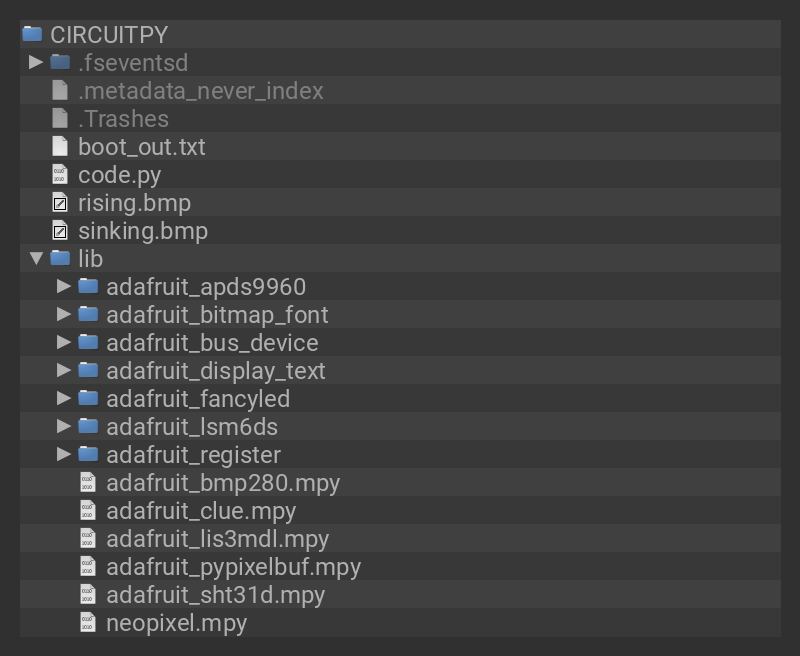 CIRCUITPY
.fseventsd
.metadata_never_index
.Trashes
boot_out.txt
code.py
rising.bmp
sinking.bmp
lib
adafruit_apds9960
adafruit_bitmap_font
adafruit_bus_device
adafruit_display_text
adafruit_fancyled
adafruit_lsm6ds
adafruit_register
adafruit_bmp280.mpy
adafruit_clue.mpy
adafruit_lis3mdl.mpy
adafruit_pypixelbuf.mpy
adafruit_sht31d.mpy
neopixel.mpy